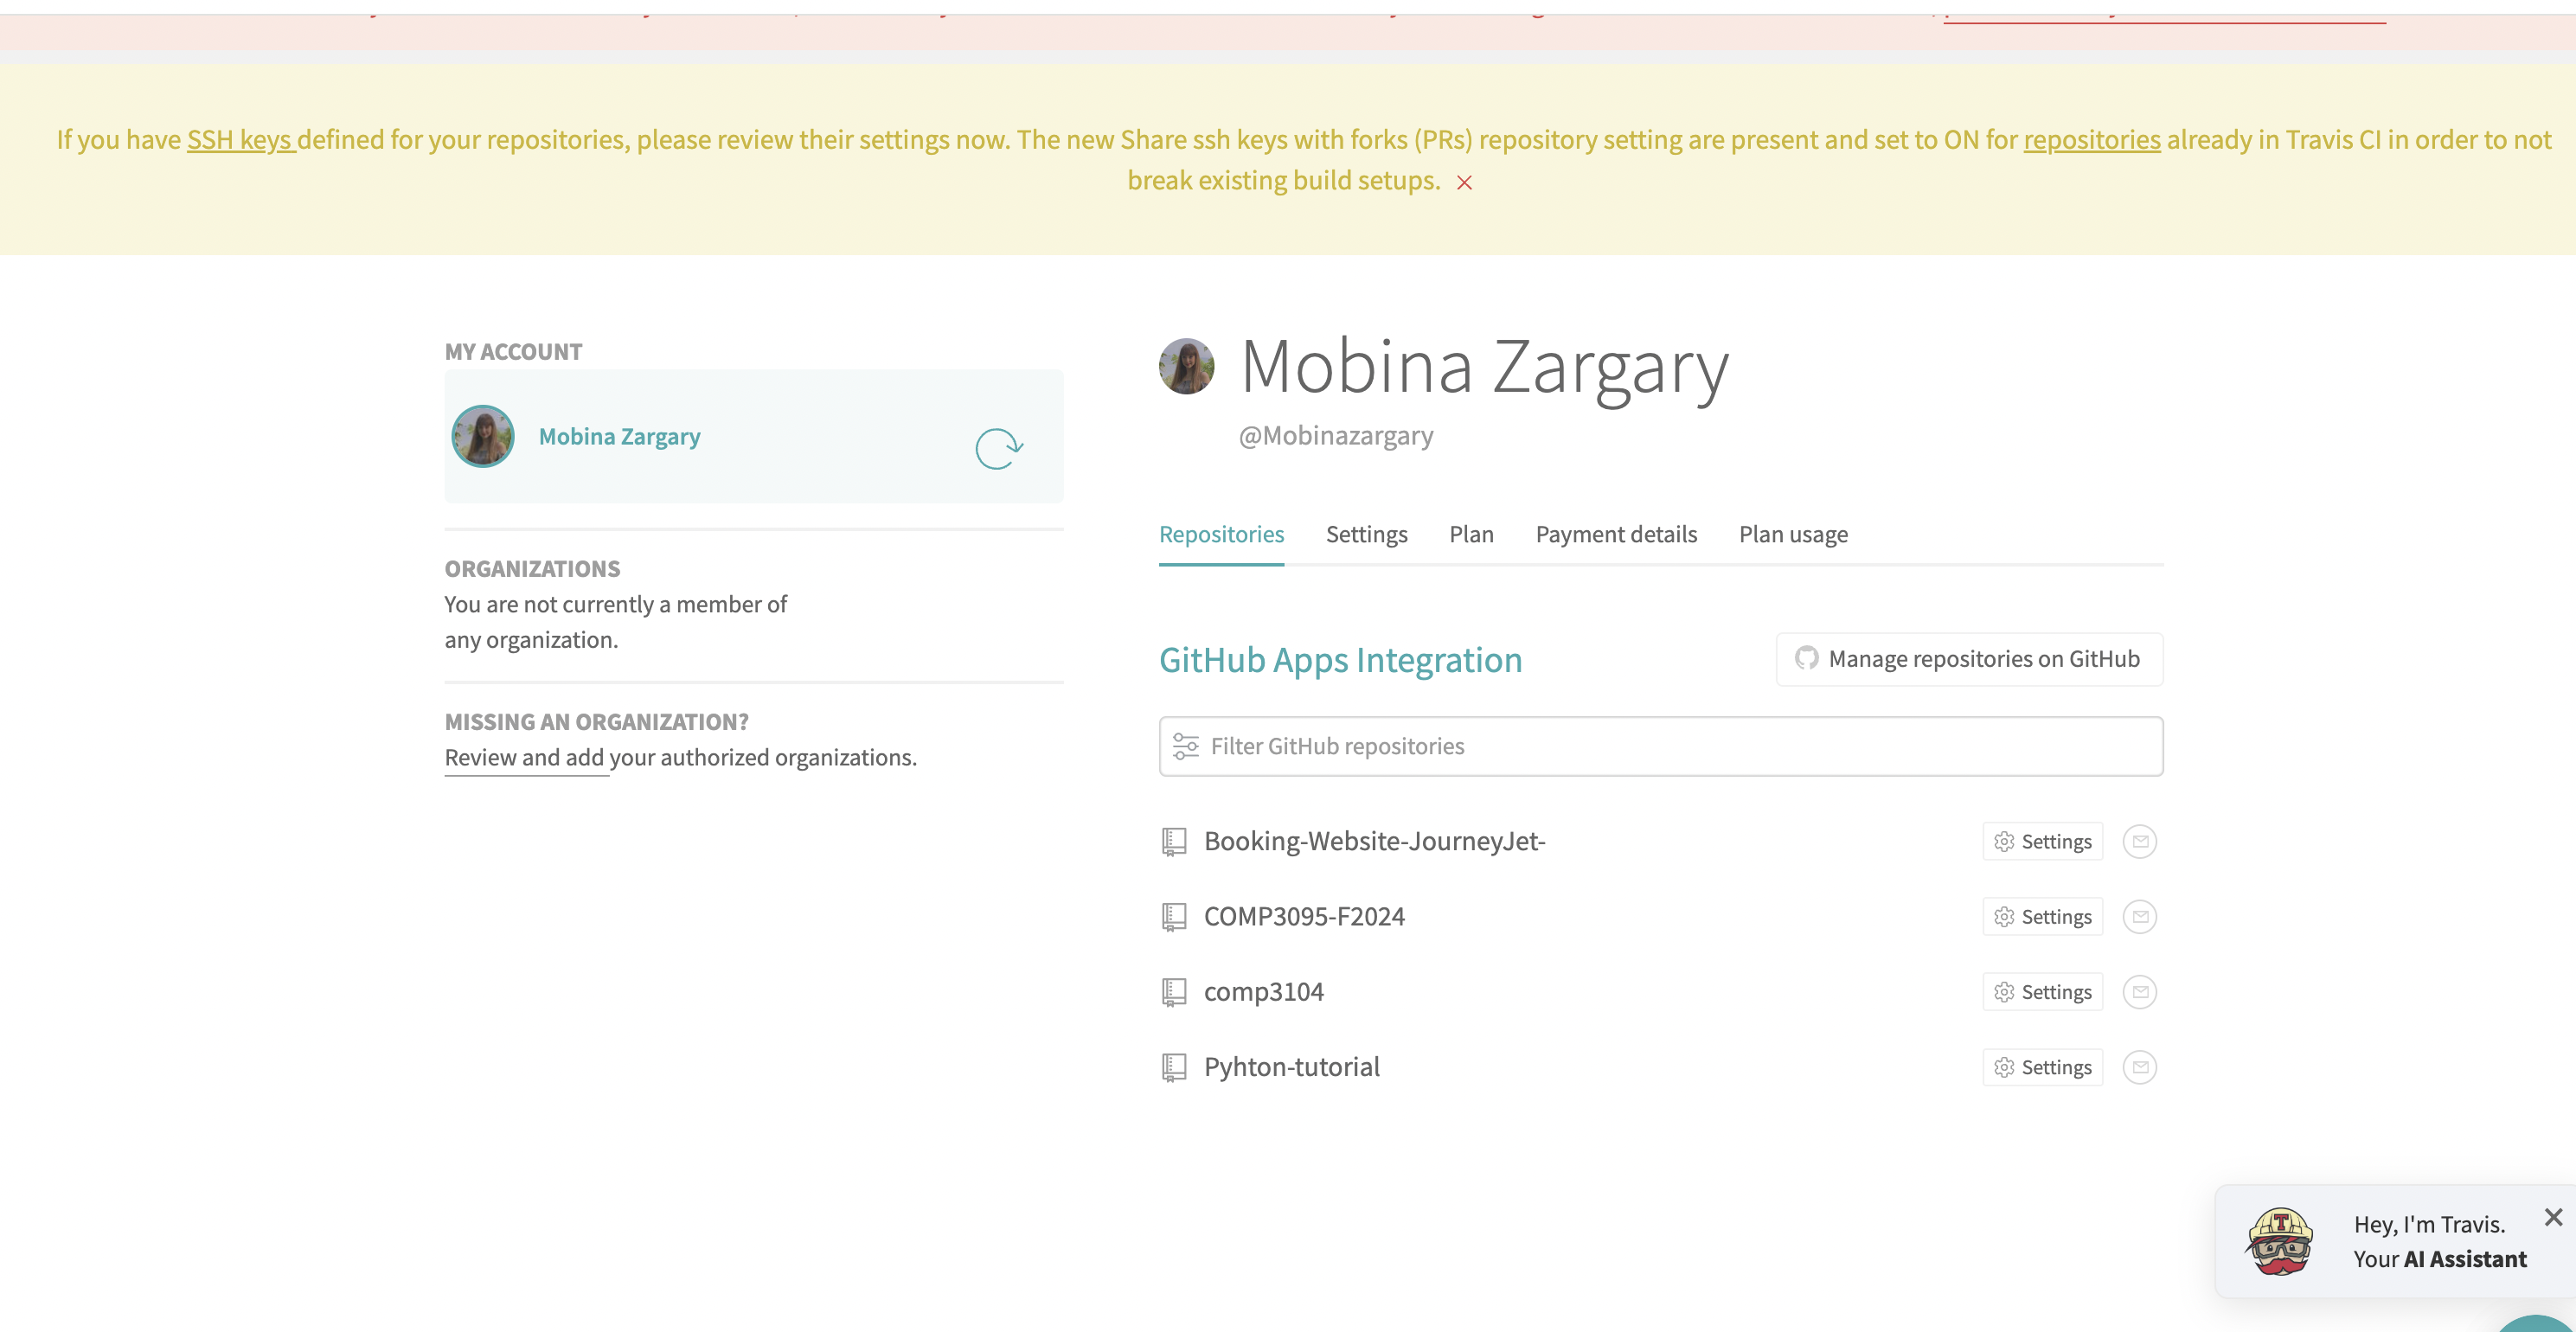 If you have SSH keys defined for your repositories, please review their settings now. The new Share ssh keys with forks (PRs) repository setting are present and set to ON for repositories already in Travis CI in order to not
break existing build setups.
MY ACCOUNT
Mobina Zargary
ORGANIZATIONS
You are not currently a member of
any organization.
MISSING AN ORGANIZATION?
Review and add your authorized organizations.
Mobina Zargary
@Mobinazargary
Repositories Settings Plan Payment details Plan usage
GitHub Apps Integration
Manage repositories on GitHub
Filter GitHub repositories
Booking-Website-JourneyJet- Settings
COMP3095-F2024 Settings
comp3104 Settings
Pyhton-tutorial Settings
Hey, I'm Travis.
Your AI Assistant